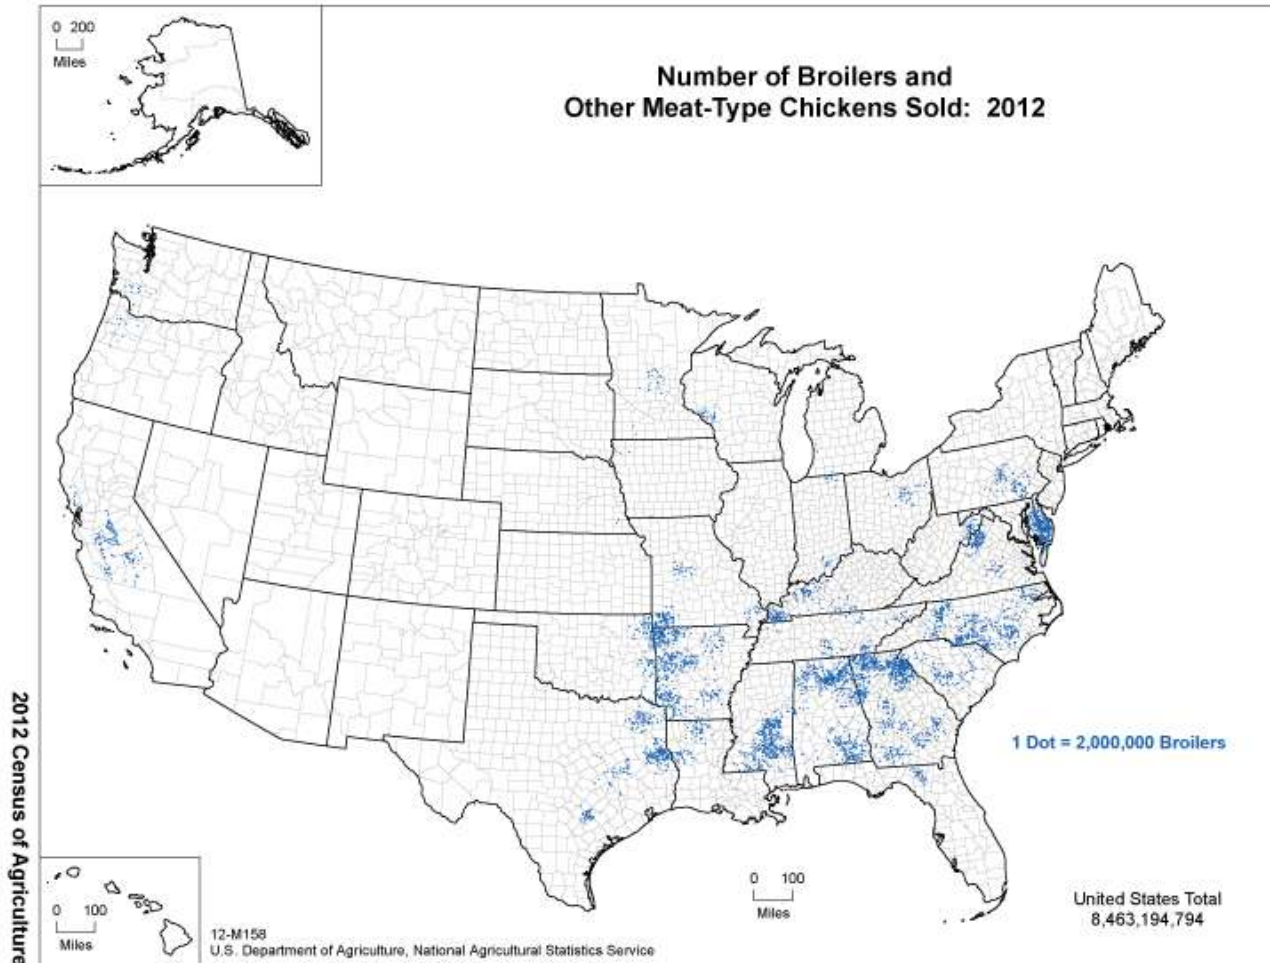 0 200
Miles
Number of Broilers and
Other Meat-Type Chickens Sold: 2012
1 Dot = 2,000,000 Broilers
2012 Census of Agriculture
0 100
Miles
0 100
Miles
United States Total
8,463,194,794
12-M158
U.S. Department of Agriculture, National Agricultural Statistics Service